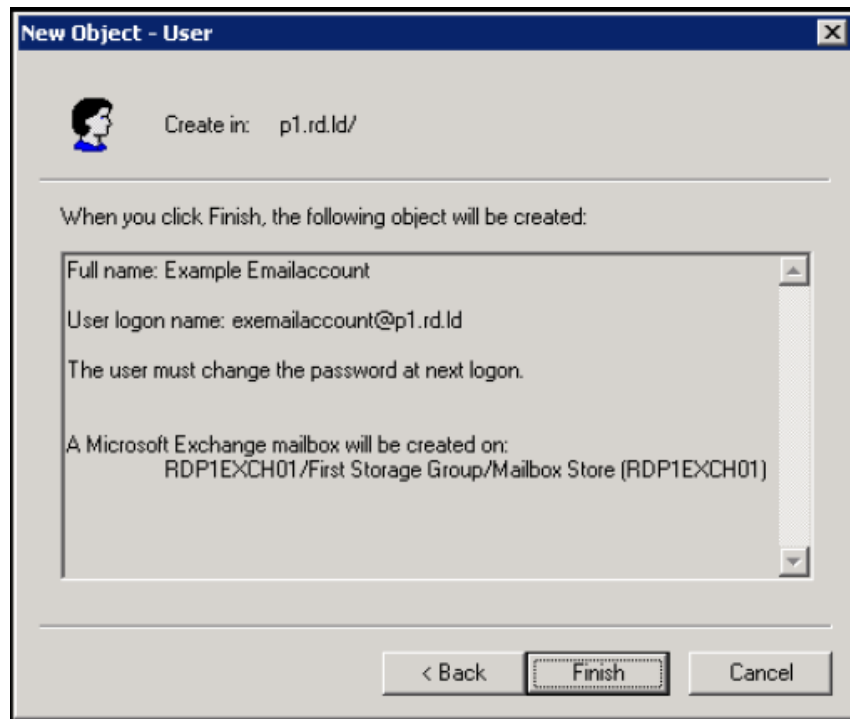 New Object - User
Create in: p1.rd.ld/
When you click Finish, the following object will be created:
Full name: Example Emailaccount
User logon name: exemailaccount@p1.rd.ld
The user must change the password at next logon.
A Microsoft Exchange mailbox will be created on:
RDP1EXCH01/First Storage Group/Mailbox Store (RDP1EXCH01)
< Back Finish Cancel